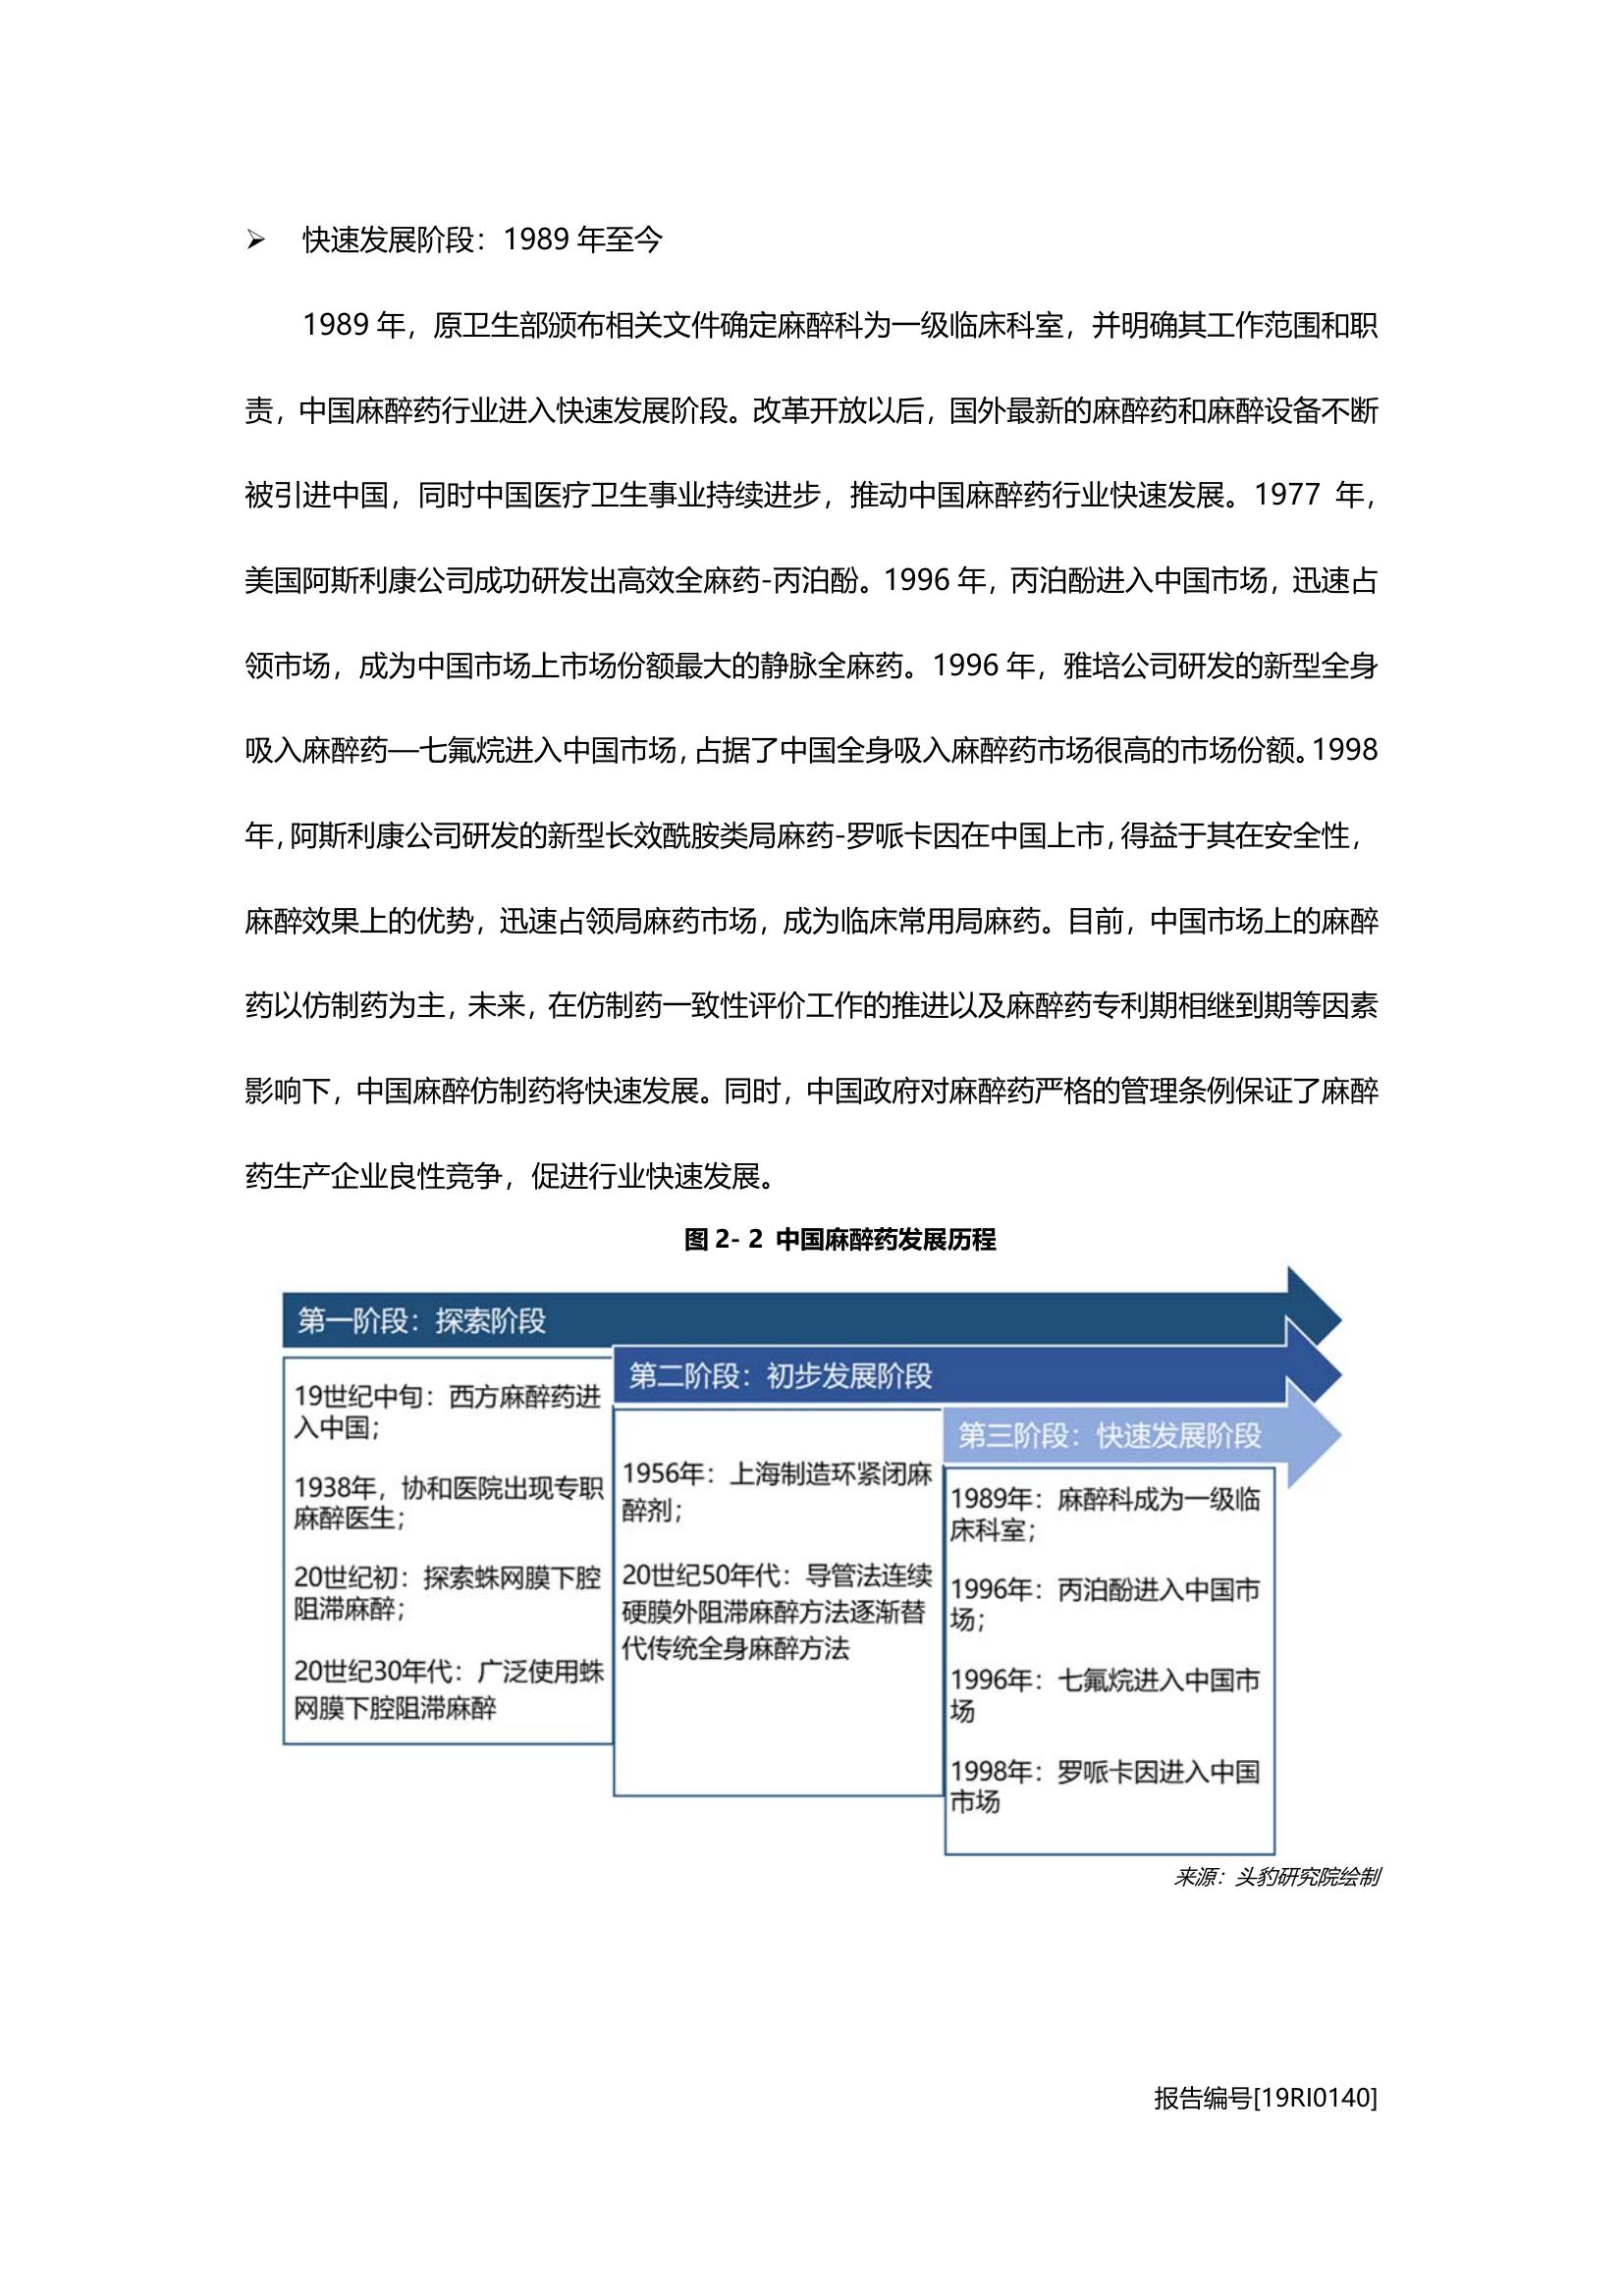 ➢ 快速发展阶段：1989 年至今
1989 年，原卫生部颁布相关文件确定麻醉科为一级临床科室，并明确其工作范围和职
责，中国麻醉药行业进入快速发展阶段。改革开放以后，国外最新的麻醉药和麻醉设备不断
被引进中国，同时中国医疗卫生事业持续进步，推动中国麻醉药行业快速发展。1977 年，
美国阿斯利康公司成功研发出高效全麻药-丙泊酚。1996 年，丙泊酚进入中国市场，迅速占
领市场，成为中国市场上市场份额最大的静脉全麻药。1996 年，雅培公司研发的新型全身
吸入麻醉药—七氟烷进入中国市场，占据了中国全身吸入麻醉药市场很高的市场份额。1998
年，阿斯利康公司研发的新型长效酰胺类局麻药-罗哌卡因在中国上市，得益于其在安全性，
麻醉效果上的优势，迅速占领局麻药市场，成为临床常用局麻药。目前，中国市场上的麻醉
药以仿制药为主，未来，在仿制药一致性评价工作的推进以及麻醉药专利期相继到期等因素
影响下，中国麻醉仿制药将快速发展。同时，中国政府对麻醉药严格的管理条例保证了麻醉
药生产企业良性竞争，促进行业快速发展。
图 2- 2 中国麻醉药发展历程
第一阶段：探索阶段
19世纪中旬：西方麻醉药进
入中国；
1938年，协和医院出现专职
麻醉医生；
20世纪初：探索蛛网膜下腔
阻滞麻醉；
20世纪30年代：广泛使用蛛
网膜下腔阻滞麻醉
第二阶段：初步发展阶段
1956年：上海制造环紧闭麻
醉剂；
20世纪50年代：导管法连续
硬膜外阻滞麻醉方法逐渐替
代传统全身麻醉方法
第三阶段：快速发展阶段
1989年：麻醉科成为一级临
床科室；
1996年：丙泊酚进入中国市
场；
1996年：七氟烷进入中国市
场
1998年：罗哌卡因进入中国
市场
来源：头豹研究院绘制
报告编号[19RI0140]